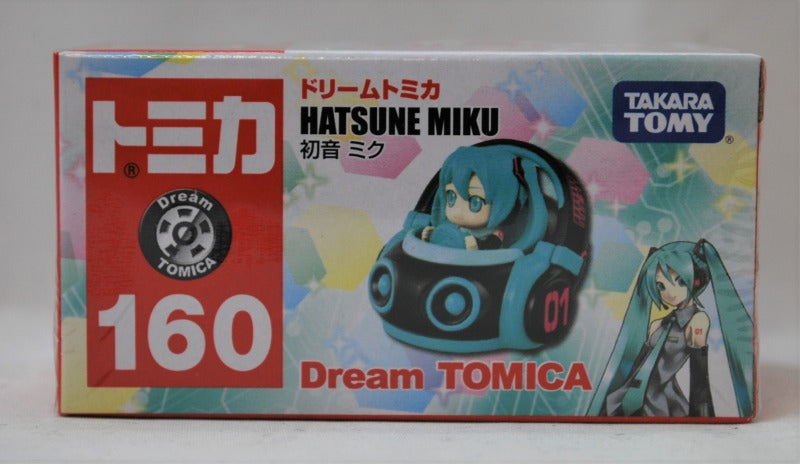 トミカ
®
Dream
TOMICA
160
ドリームトミカ
HATSUNE MIKU
初音 ミク
TAKARA
TOMY
®
01
01
Dream TOMICA